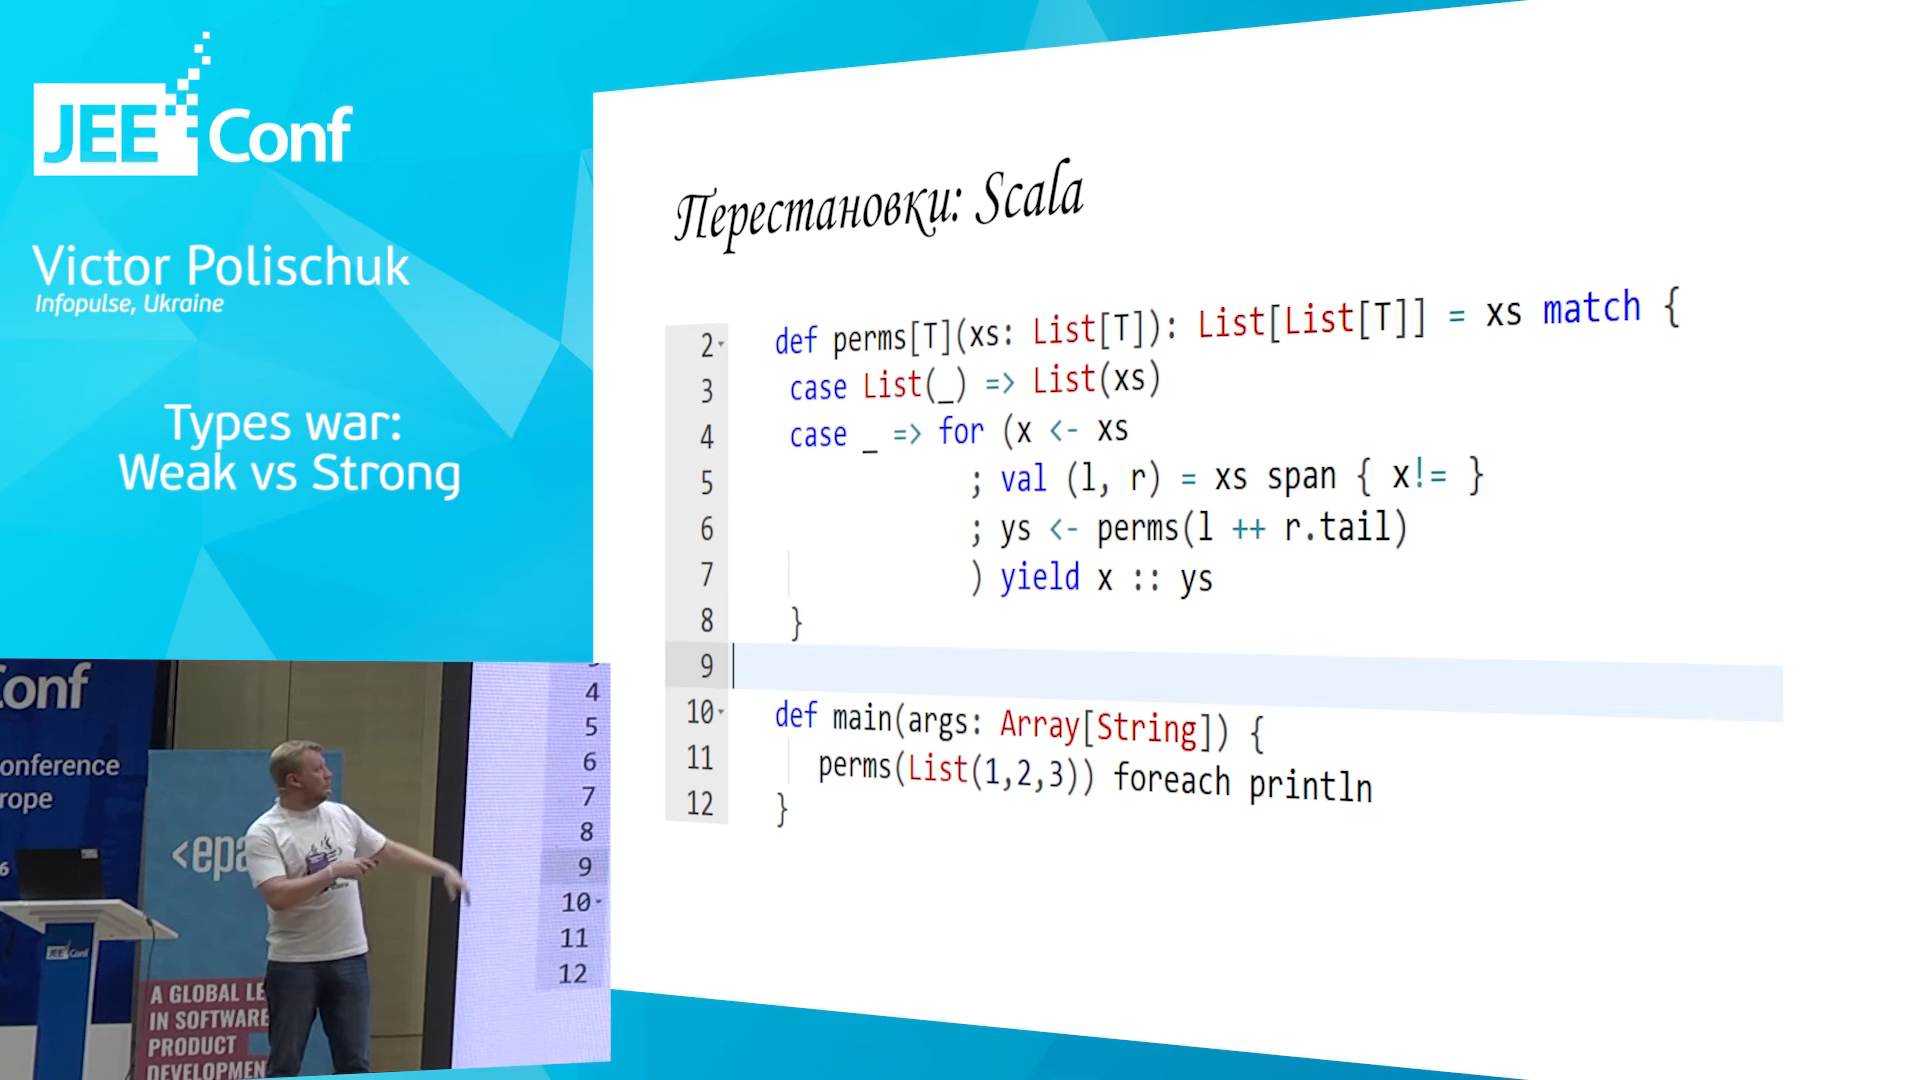 JEE Conf
Victor Polischuk
Infopulse, Ukraine
Types war:
Weak vs Strong
Перестановки: Scala
2 def perms[T](xs: List[T]): List[List[T]] = xs match {
3 case List(_) => List(xs)
4 case _ => for (x <- xs
5 ; val (l, r) = xs span { x!= }
6 ; ys <- perms(l ++ r.tail)
7 ) yield x :: ys
8 }
9
10 def main(args: Array[String]) {
11 perms(List(1,2,3)) foreach println
12 }
onf
onference
rope
6
<epa
JEE Conf
A GLOBAL LE
IN SOFTWARE
PRODUCT
DEVELOPMEN
4
5
6
7
8
9
10
11
12